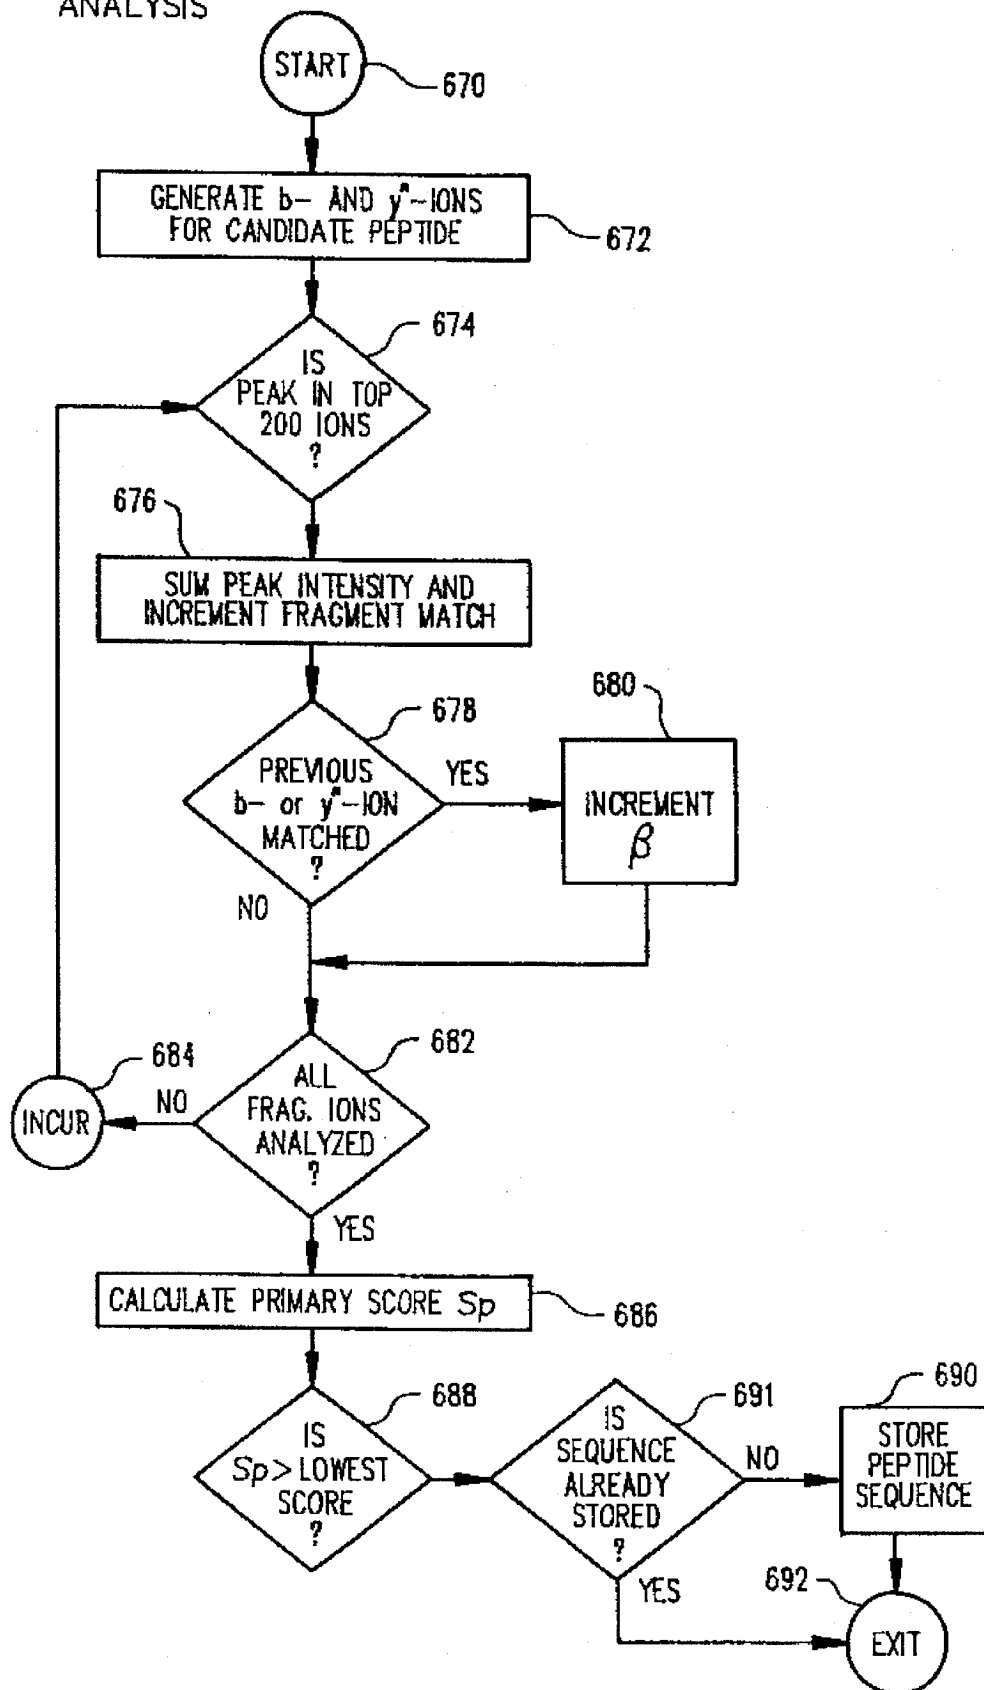 ANALYSIS
START
670
GENERATE b- AND y"-IONS
FOR CANDIDATE PEPTIDE
672
674
IS
PEAK IN TOP
200 IONS
?
676
SUM PEAK INTENSITY AND
INCREMENT FRAGMENT MATCH
678
PREVIOUS
b- or y"-ION
MATCHED
?
YES
680
INCREMENT
β
NO
682
ALL
FRAG. IONS
ANALYZED
?
NO
684
INCUR
YES
CALCULATE PRIMARY SCORE Sp
686
688
IS
Sp > LOWEST
SCORE
?
691
IS
SEQUENCE
ALREADY
STORED
?
NO
690
STORE
PEPTIDE
SEQUENCE
YES
692
EXIT